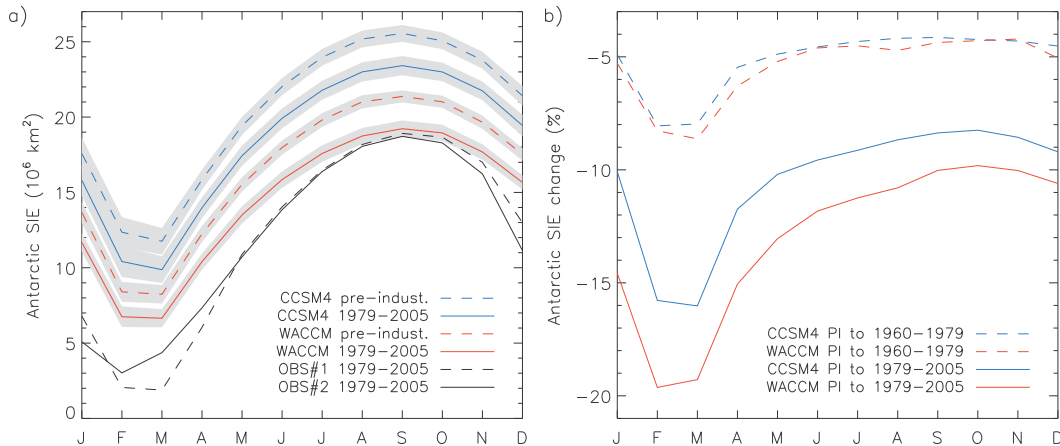 a)
Antarctic SIE (10⁶ km²)
25
20
15
10
5
0
CCSM4 pre-indust.
CCSM4 1979-2005
WACCM pre-indust.
WACCM 1979-2005
OBS#1 1979-2005
OBS#2 1979-2005
J F M A M J J A S O N D
b)
Antarctic SIE change (%)
-5
-10
-15
-20
CCSM4 PI to 1960-1979
WACCM PI to 1960-1979
CCSM4 PI to 1979-2005
WACCM PI to 1979-2005
J F M A M J J A S O N D